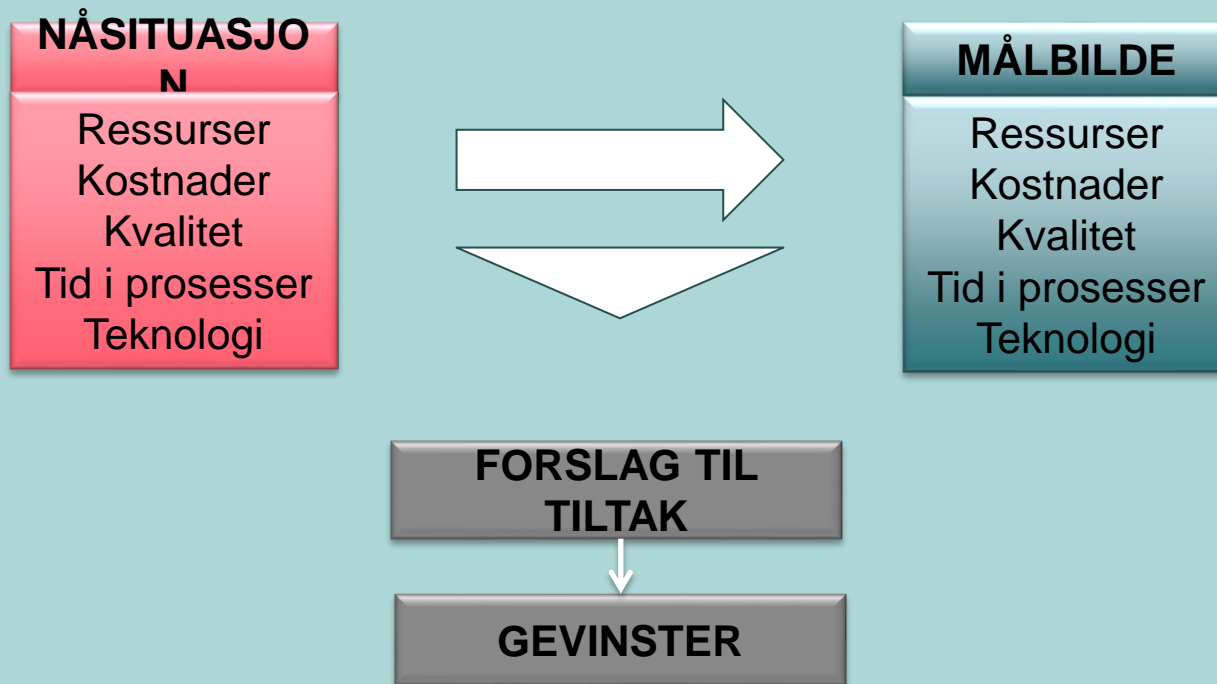 NÅSITUASJO
N
Ressurser
Kostnader
Kvalitet
Tid i prosesser
Teknologi
MÅLBILDE
Ressurser
Kostnader
Kvalitet
Tid i prosesser
Teknologi
FORSLAG TIL
TILTAK
GEVINSTER